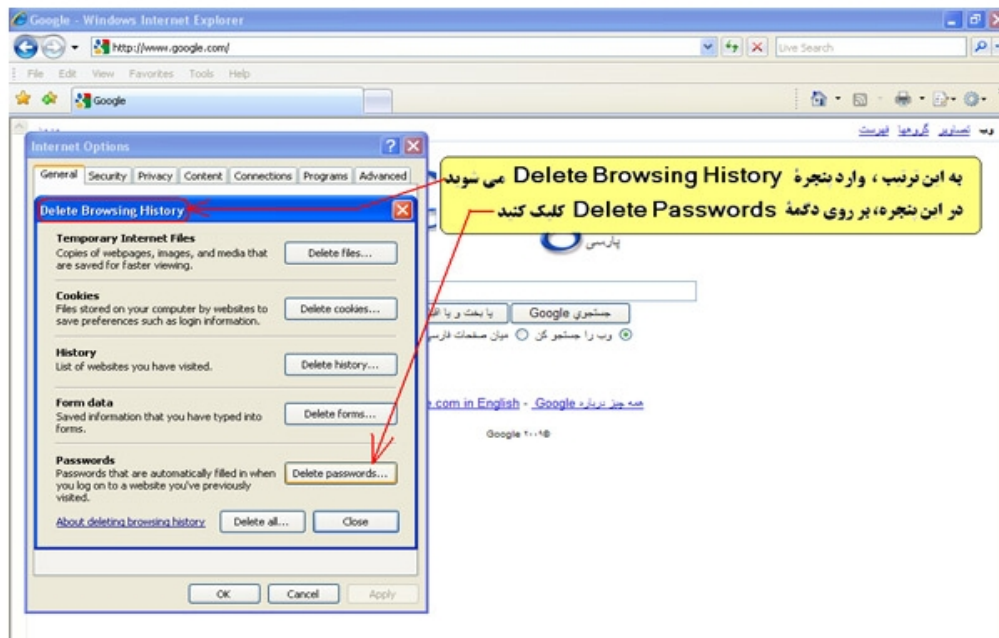 Google - Windows Internet Explorer
http://www.google.com/
Live Search
File Edit View Favorites Tools Help
Google
وب تصاویر گروهها فهرست
Internet Options
General Security Privacy Content Connections Programs Advanced
به این ترتیب ، وارد پنجرۀ Delete Browsing History می شوید
در این پنجره، بر روی دگمۀ Delete Passwords کلیک کنید
پارسی
Delete Browsing History
Temporary Internet Files
Copies of webpages, images, and media that
are saved for faster viewing.
Delete files...
Cookies
Files stored on your computer by websites to
save preferences such as login information.
Delete cookies...
History
List of websites you have visited.
Delete history...
Form data
Saved information that you have typed into
forms.
Delete forms...
Passwords
Passwords that are automatically filled in when
you log on to a website you've previously
visited.
Delete passwords...
About deleting browsing history
Delete all...
Close
OK
Cancel
Apply
جستجوي Google
یا بخت و یا
وب را جستجو کن میان صفحات فارسی
همه چیز درباره Google - com in English
Google ۲۰۰۹©